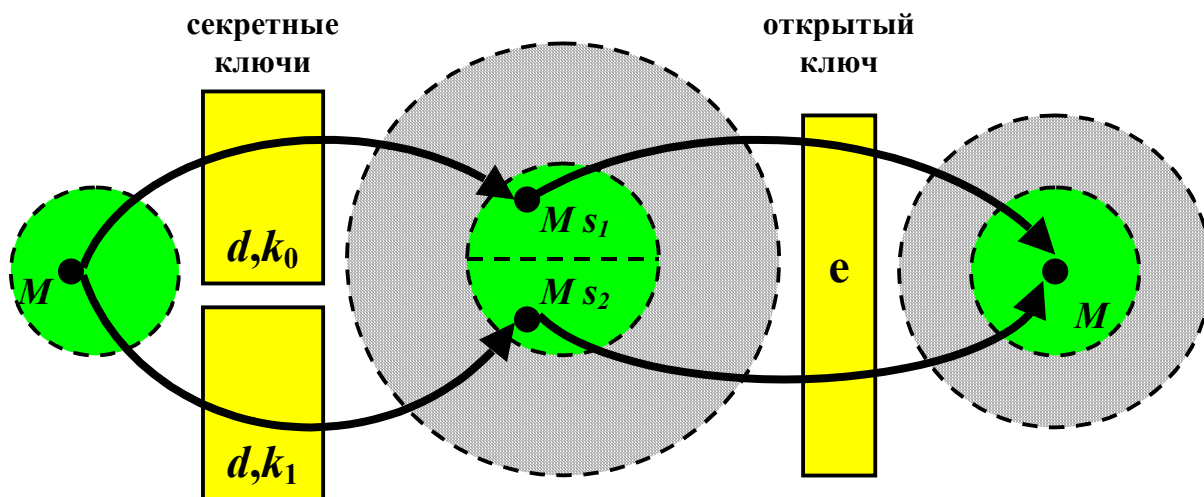 секретные
ключи
открытый
ключ
d,k₀
M s₁
M
M s₂
e
M
d,k₁